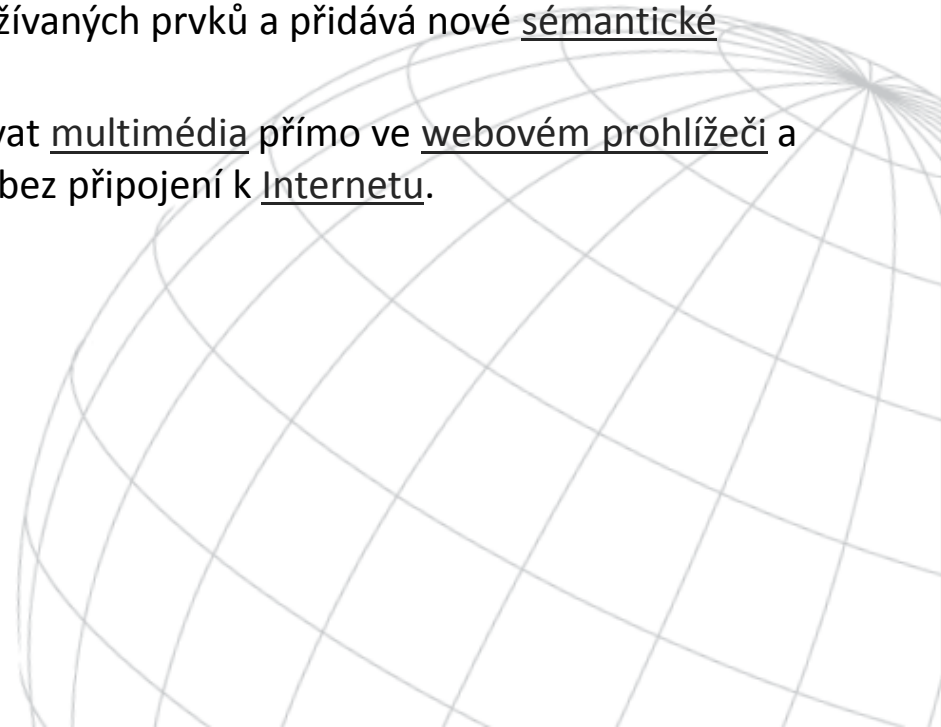 žívaných prvků a přidává nové sémantické
vat multimédia přímo ve webovém prohlížeči a
bez připojení k Internetu.